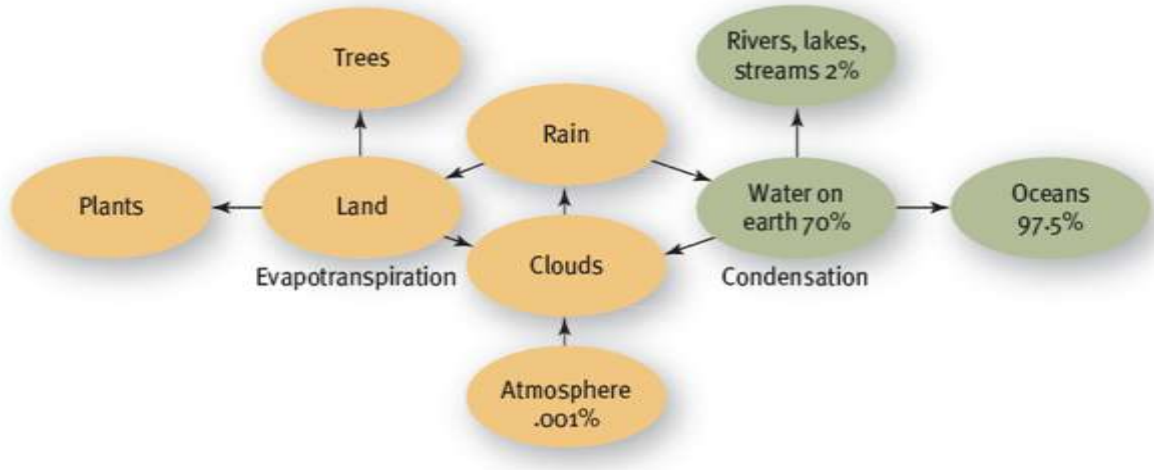 Trees
Rivers, lakes,
streams 2%
Rain
Plants
Land
Water on
earth 70%
Oceans
97.5%
Clouds
Evapotranspiration
Condensation
Atmosphere
.001%